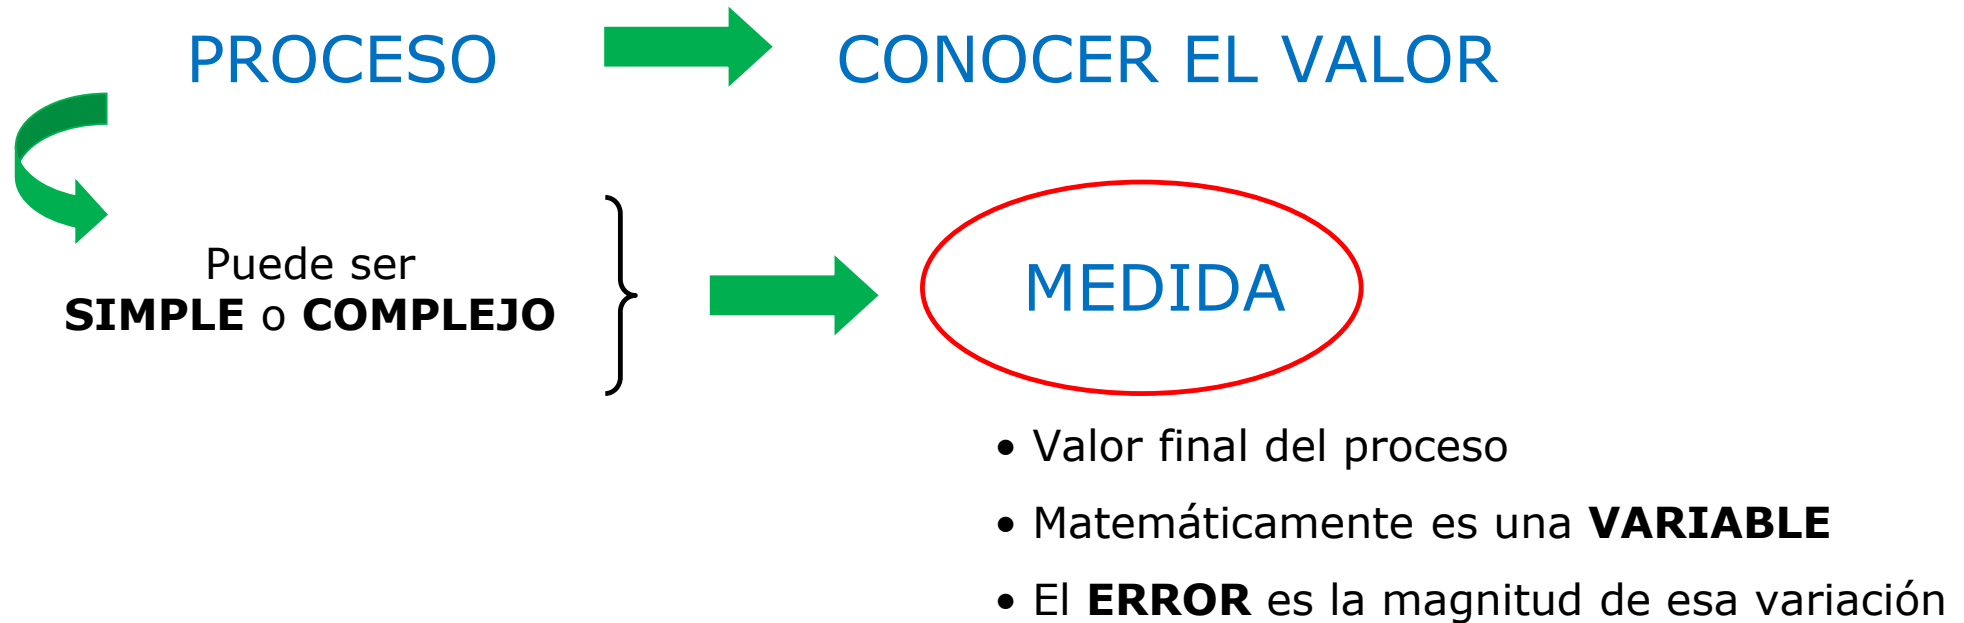 PROCESO
CONOCER EL VALOR
Puede ser
SIMPLE o COMPLEJO
MEDIDA
• Valor final del proceso
• Matemáticamente es una VARIABLE
• El ERROR es la magnitud de esa variación